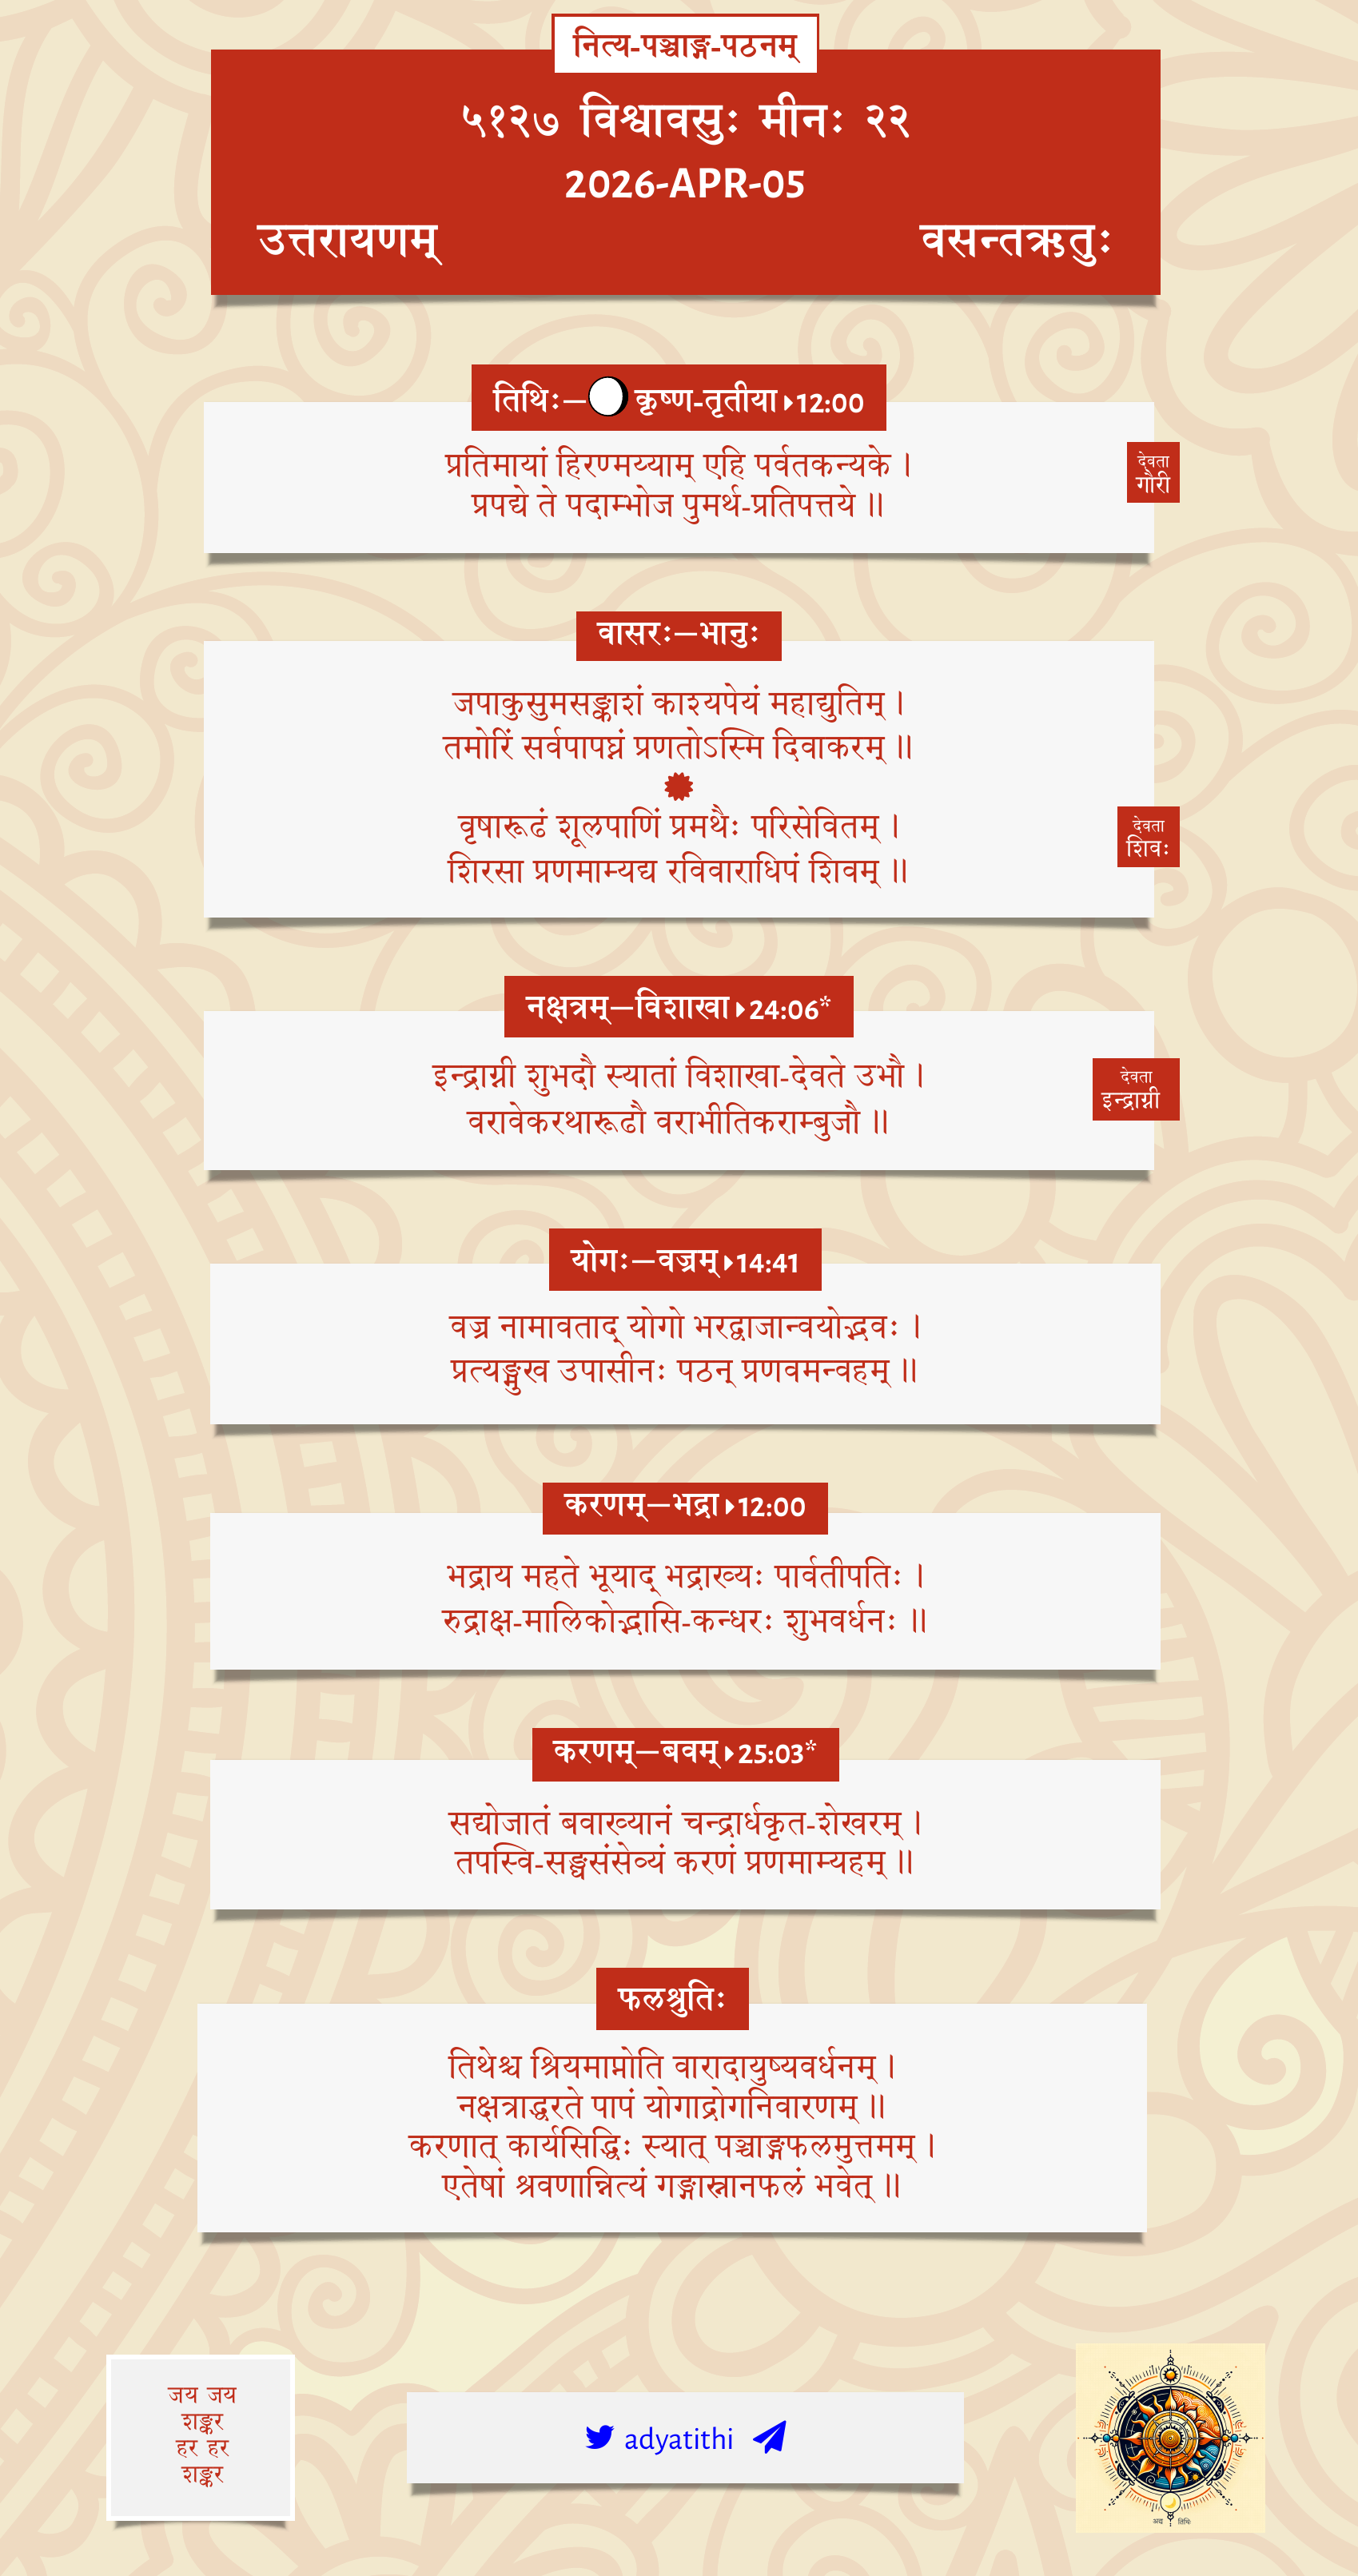 नित्य-पञ्चाङ्ग-पठनम्
५१२७ विश्वावसुः मीनः २२
2026-APR-05
उत्तरायणम् वसन्तऋतुः
तिथिः—कृष्ण-तृतीया 12:00
प्रतिमायां हिरण्मय्याम् एहि पर्वतकन्यके ।
प्रपद्ये ते पदाम्भोज पुमर्थ-प्रतिपत्तये ॥
देवता
गौरी
वासरः—भानुः
जपाकुसुमसङ्काशं काश्यपेयं महाद्युतिम् ।
तमोरिं सर्वपापघ्नं प्रणतोऽस्मि दिवाकरम् ॥
वृषारूढं शूलपाणिं प्रमथैः परिसेवितम् ।
शिरसा प्रणमाम्यद्य रविवाराधिपं शिवम् ॥
देवता
शिवः
नक्षत्रम्—विशाखा 24:06*
इन्द्राग्नी शुभदौ स्यातां विशाखा-देवते उभौ ।
वरावेकरथारूढौ वराभीतिकराम्बुजौ ॥
देवता
इन्द्राग्नी
योगः—वज्रम् 14:41
वज्र नामावताद् योगो भरद्वाजान्वयोद्भवः ।
प्रत्यङ्मुख उपासीनः पठन् प्रणवमन्वहम् ॥
करणम्—भद्रा 12:00
भद्राय महते भूयाद् भद्राख्यः पार्वतीपतिः ।
रुद्राक्ष-मालिकोद्भासि-कन्धरः शुभवर्धनः ॥
करणम्—बवम् 25:03*
सद्योजातं बवाख्यानं चन्द्रार्धकृत-शेखरम् ।
तपस्वि-सङ्घसंसेव्यं करणं प्रणमाम्यहम् ॥
फलश्रुतिः
तिथेश्च श्रियमाप्नोति वारादायुष्यवर्धनम् ।
नक्षत्राद्धरते पापं योगाद्रोगनिवारणम् ॥
करणात् कार्यसिद्धिः स्यात् पञ्चाङ्गफलमुत्तमम् ।
एतेषां श्रवणान्नित्यं गङ्गास्नानफलं भवेत् ॥
जय जय
शङ्कर
हर हर
शङ्कर
adyatithi
अद्य तिथिः